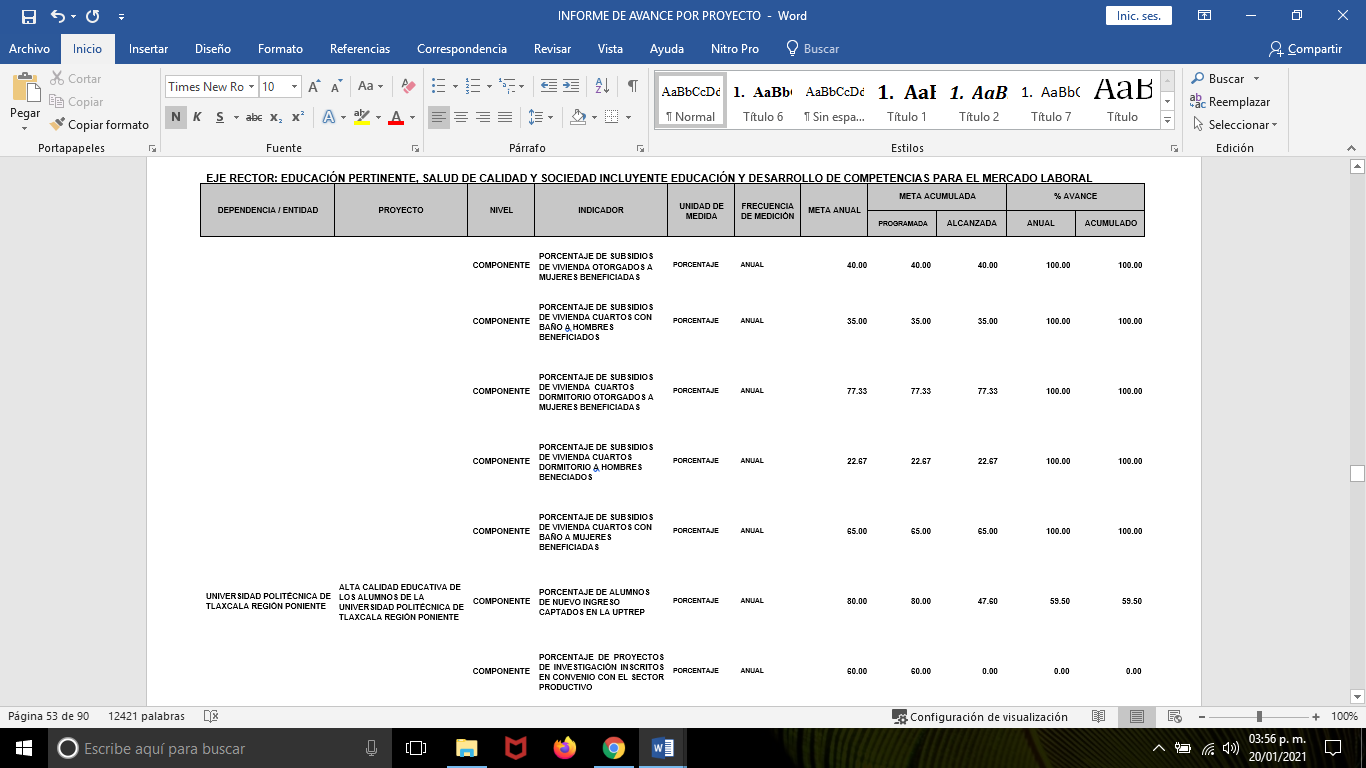 INFORME DE AVANCE POR PROYECTO - Word
Inic. ses.
Archivo Inicio Insertar Diseño Formato Referencias Correspondencia Revisar Vista Ayuda Nitro Pro Buscar Compartir
Pegar
Cortar
Copiar
Copiar formato
Portapapeles
Times New Ro 10
N K S abc x₂ x²
Fuente
Párrafo
AaBbCcDd 1. AaBb( AaBbCcDd 1. AaI 1. AaB 1. AaBbC AaB
¶ Normal Título 6 ¶ Sin espa... Título 1 Título 2 Título 7 Título
Estilos
Buscar
Reemplazar
Seleccionar
Edición
EJE RECTOR: EDUCACIÓN PERTINENTE, SALUD DE CALIDAD Y SOCIEDAD INCLUYENTE EDUCACIÓN Y DESARROLLO DE COMPETENCIAS PARA EL MERCADO LABORAL
DEPENDENCIA / ENTIDAD PROYECTO NIVEL INDICADOR UNIDAD DE MEDIDA FRECUENCIA DE MEDICIÓN META ANUAL META ACUMULADA % AVANCE
PROGRAMADA ALCANZADA ANUAL ACUMULADO
PORCENTAJE DE SUBSIDIOS
DE VIVIENDA OTORGADOS A
MUJERES BENEFICIADAS
COMPONENTE PORCENTAJE ANUAL 40.00 40.00 40.00 100.00 100.00
PORCENTAJE DE SUBSIDIOS
DE VIVIENDA CUARTOS CON
BAÑO A HOMBRES
BENEFICIADOS
COMPONENTE PORCENTAJE ANUAL 35.00 35.00 35.00 100.00 100.00
PORCENTAJE DE SUBSIDIOS
DE VIVIENDA CUARTOS
DORMITORIO OTORGADOS A
MUJERES BENEFICIADAS
COMPONENTE PORCENTAJE ANUAL 77.33 77.33 77.33 100.00 100.00
PORCENTAJE DE SUBSIDIOS
DE VIVIENDA CUARTOS
DORMITORIO A HOMBRES
BENECIADOS
COMPONENTE PORCENTAJE ANUAL 22.67 22.67 22.67 100.00 100.00
PORCENTAJE DE SUBSIDIOS
DE VIVIENDA CUARTOS CON
BAÑO A MUJERES
BENEFICIADAS
COMPONENTE PORCENTAJE ANUAL 65.00 65.00 65.00 100.00 100.00
UNIVERSIDAD POLITÉCNICA DE
TLAXCALA REGIÓN PONIENTE
ALTA CALIDAD EDUCATIVA DE
LOS ALUMNOS DE LA
UNIVERSIDAD POLITÉCNICA DE
TLAXCALA REGIÓN PONIENTE
COMPONENTE
PORCENTAJE DE ALUMNOS
DE NUEVO INGRESO
CAPTADOS EN LA UPTREP
PORCENTAJE ANUAL 80.00 80.00 47.60 59.50 59.50
PORCENTAJE DE PROYECTOS
DE INVESTIGACIÓN INSCRITOS
EN CONVENIO CON EL SECTOR
PRODUCTIVO
COMPONENTE PORCENTAJE ANUAL 60.00 60.00 0.00 0.00 0.00
Página 53 de 90 12421 palabras Configuración de visualización 100%
Escribe aquí para buscar
03:56 p. m.
20/01/2021